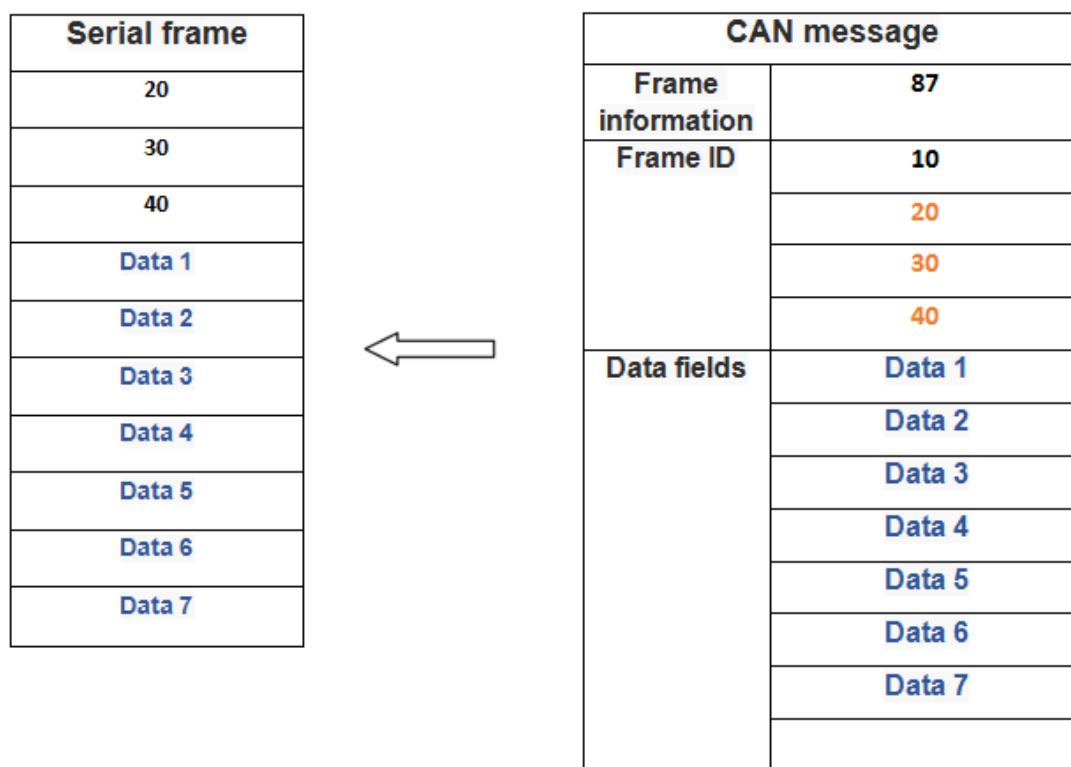 Serial frame
20
30
40
Data 1
Data 2
Data 3
Data 4
Data 5
Data 6
Data 7
CAN message
Frame
information
87
Frame ID
10
20
30
40
Data fields
Data 1
Data 2
Data 3
Data 4
Data 5
Data 6
Data 7